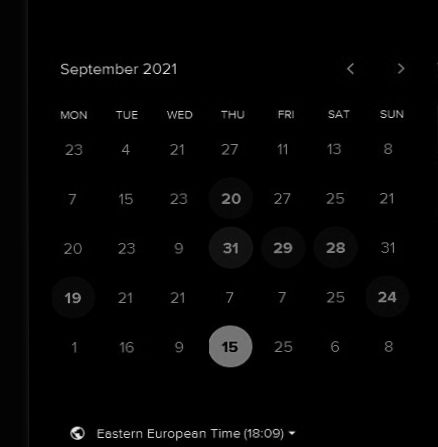 September 2021
MON TUE WED THU FRI SAT SUN
23 4 21 27 11 13 8
7 15 23 20 27 25 21
20 23 9 31 29 28 31
19 21 21 7 7 25 24
1 16 9 15 25 6 8
Eastern European Time (18:09)